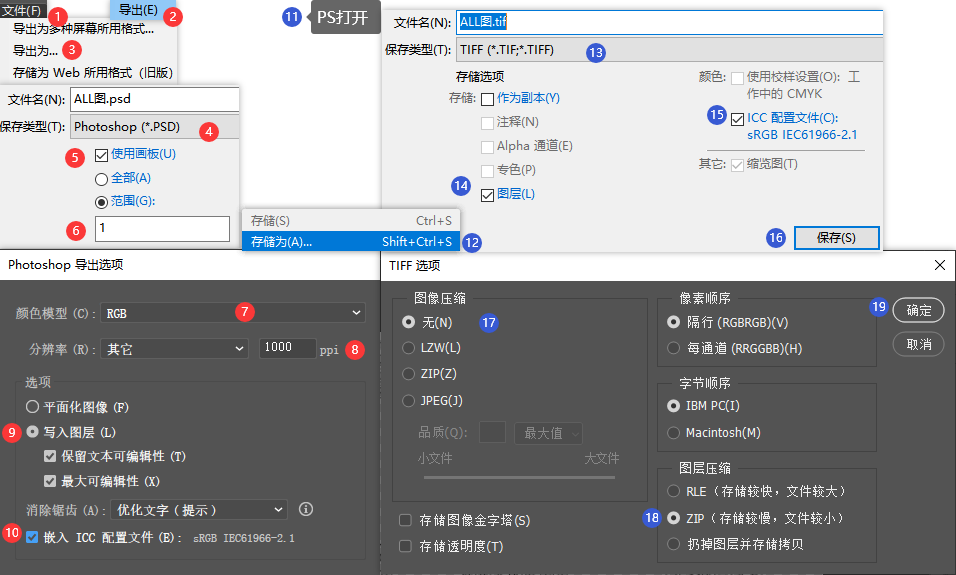 文件(F)
1
导出(E)
2
导出为多种屏幕所用格式...
导出为...
3
存储为 Web 所用格式（旧版）
文件名(N):
ALL图.psd
保存类型(T):
Photoshop (*.PSD)
4
5
使用画板(U)
全部(A)
范围(G):
6
1
11
PS打开
存储(S)
Ctrl+S
存储为(A)...
Shift+Ctrl+S
12
文件名(N):
ALL图.tif
保存类型(T):
TIFF (*.TIF;*.TIFF)
13
存储选项
存储:
作为副本(Y)
注释(N)
Alpha 通道(E)
专色(P)
14
图层(L)
颜色:
使用校样设置(O): 工
作中的 CMYK
15
ICC 配置文件(C):
sRGB IEC61966-2.1
其它:
缩览图(T)
16
保存(S)
Photoshop 导出选项
颜色模型 (C)：
RGB
7
分辨率 (R)：
其它
1000
ppi
8
选项
平面化图像 (F)
9
写入图层 (L)
保留文本可编辑性 (T)
最大可编辑性 (X)
消除锯齿 (A)：
优化文字（提示）
10
嵌入 ICC 配置文件 (E)：
sRGB IEC61966-2.1
TIFF 选项
图像压缩
无(N)
17
LZW(L)
ZIP(Z)
JPEG(J)
品质(Q):
最大值
小文件
大文件
存储图像金字塔(S)
存储透明度(T)
像素顺序
隔行 (RGBRGB)(V)
每通道 (RRGGBB)(H)
字节顺序
IBM PC(I)
Macintosh(M)
图层压缩
RLE（存储较快，文件较大）
18
ZIP（存储较慢，文件较小）
扔掉图层并存储拷贝
19
确定
取消